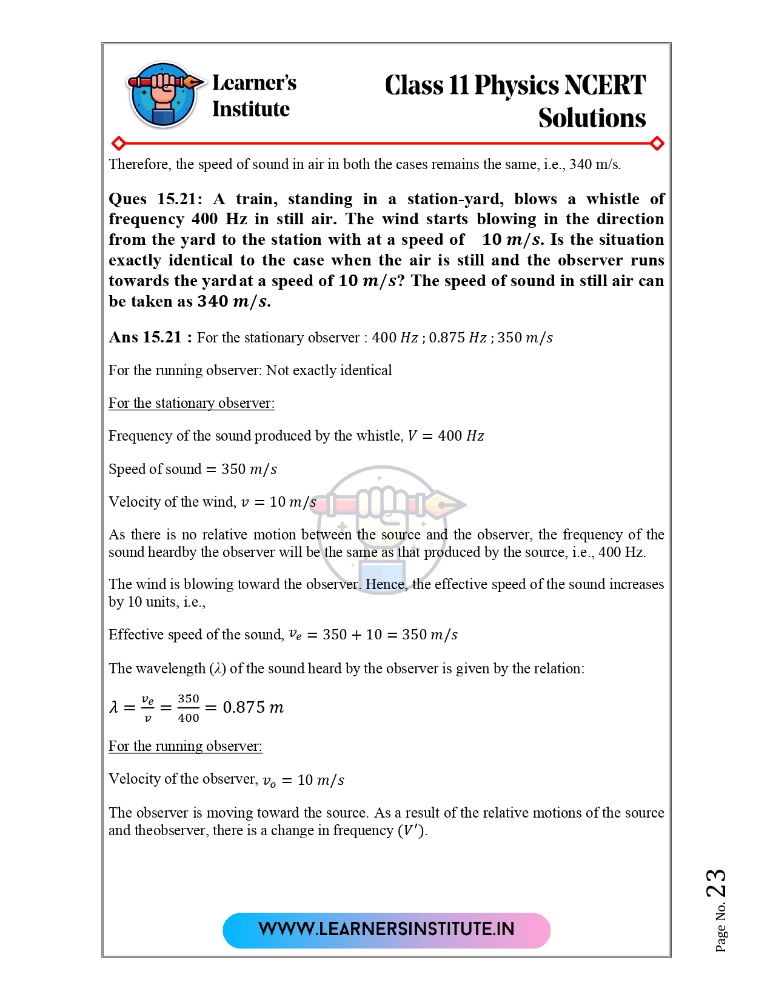 Learner's
Institute
Class 11 Physics NCERT
Solutions
Therefore, the speed of sound in air in both the cases remains the same, i.e., 340 m/s.
Ques 15.21: A train, standing in a station-yard, blows a whistle of
frequency 400 Hz in still air. The wind starts blowing in the direction
from the yard to the station with at a speed of 10 m/s. Is the situation
exactly identical to the case when the air is still and the observer runs
towards the yardat a speed of 10 m/s? The speed of sound in still air can
be taken as 340 m/s.
Ans 15.21 : For the stationary observer : 400 Hz ; 0.875 Hz ; 350 m/s
For the running observer: Not exactly identical
For the stationary observer:
Frequency of the sound produced by the whistle, V = 400 Hz
Speed of sound = 350 m/s
Velocity of the wind, v = 10 m/s
As there is no relative motion between the source and the observer, the frequency of the
sound heardby the observer will be the same as that produced by the source, i.e., 400 Hz.
The wind is blowing toward the observer. Hence, the effective speed of the sound increases
by 10 units, i.e.,
Effective speed of the sound, vₑ = 350 + 10 = 350 m/s
The wavelength (λ) of the sound heard by the observer is given by the relation:
λ = vₑ/v = 350/400 = 0.875 m
For the running observer:
Velocity of the observer, vₒ = 10 m/s
The observer is moving toward the source. As a result of the relative motions of the source
and theobserver, there is a change in frequency (V′).
WWW.LEARNERSINSTITUTE.IN
Page No. 23